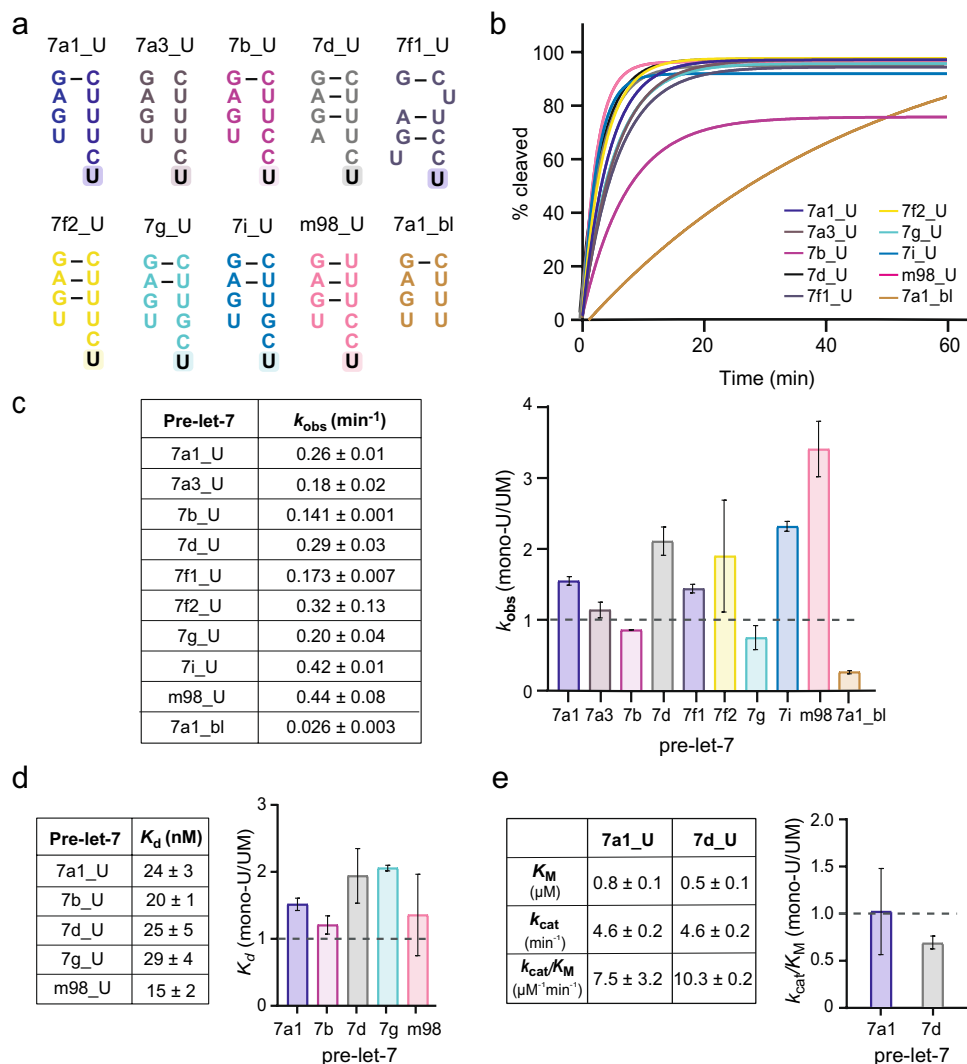 a
7a1_U 7a3_U 7b_U 7d_U 7f1_U
G – C
A U
G U
U U
C
U
G C
A U
G U
U U
C
U
G – C
A U
G U
U C
C
U
G – C
A – U
G – U
A U
C
U
G – C
U
A – U
G – C
U C
U
7f2_U 7g_U 7i_U m98_U 7a1_bl
G – C
A – U
G – U
U U
C
U
G – C
A – U
G U
U G
C
U
G – C
A – U
G U
U G
C
U
G – U
A – U
G – U
U C
C
U
G – C
A U
G U
U U
b
% cleaved
100
80
60
40
20
0
0 20 40 60
Time (min)
7a1_U 7f2_U
7a3_U 7g_U
7b_U 7i_U
7d_U m98_U
7f1_U 7a1_bl
c
Pre-let-7 kobs (min-1)
7a1_U 0.26 ± 0.01
7a3_U 0.18 ± 0.02
7b_U 0.141 ± 0.001
7d_U 0.29 ± 0.03
7f1_U 0.173 ± 0.007
7f2_U 0.32 ± 0.13
7g_U 0.20 ± 0.04
7i_U 0.42 ± 0.01
m98_U 0.44 ± 0.08
7a1_bl 0.026 ± 0.003
kobs (mono-U/UM)
4
3
2
1
0
7a1 7a3 7b 7d 7f1 7f2 7g 7i m98 7a1_bl
pre-let-7
d
Pre-let-7 Kd (nM)
7a1_U 24 ± 3
7b_U 20 ± 1
7d_U 25 ± 5
7g_U 29 ± 4
m98_U 15 ± 2
Kd (mono-U/UM)
3
2
1
0
7a1 7b 7d 7g m98
pre-let-7
e
7a1_U 7d_U
KM (μM) 0.8 ± 0.1 0.5 ± 0.1
kcat (min-1) 4.6 ± 0.2 4.6 ± 0.2
kcat/KM (μM-1min-1) 7.5 ± 3.2 10.3 ± 0.2
kcat/KM (mono-U/UM)
2.0
1.5
1.0
0.5
0
7a1 7d
pre-let-7